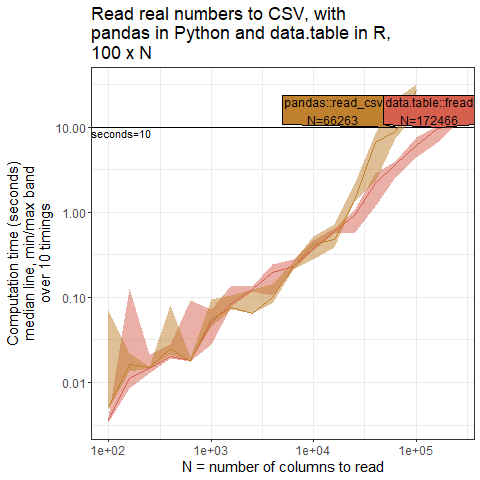 Read real numbers to CSV, with
pandas in Python and data.table in R,
100 x N
Computation time (seconds)
median line, min/max band
over 10 timings
10.00
1.00
0.10
0.01
pandas::read_csv
N=66263
data.table::fread
N=172466
seconds=10
1e+02
1e+03
1e+04
1e+05
N = number of columns to read